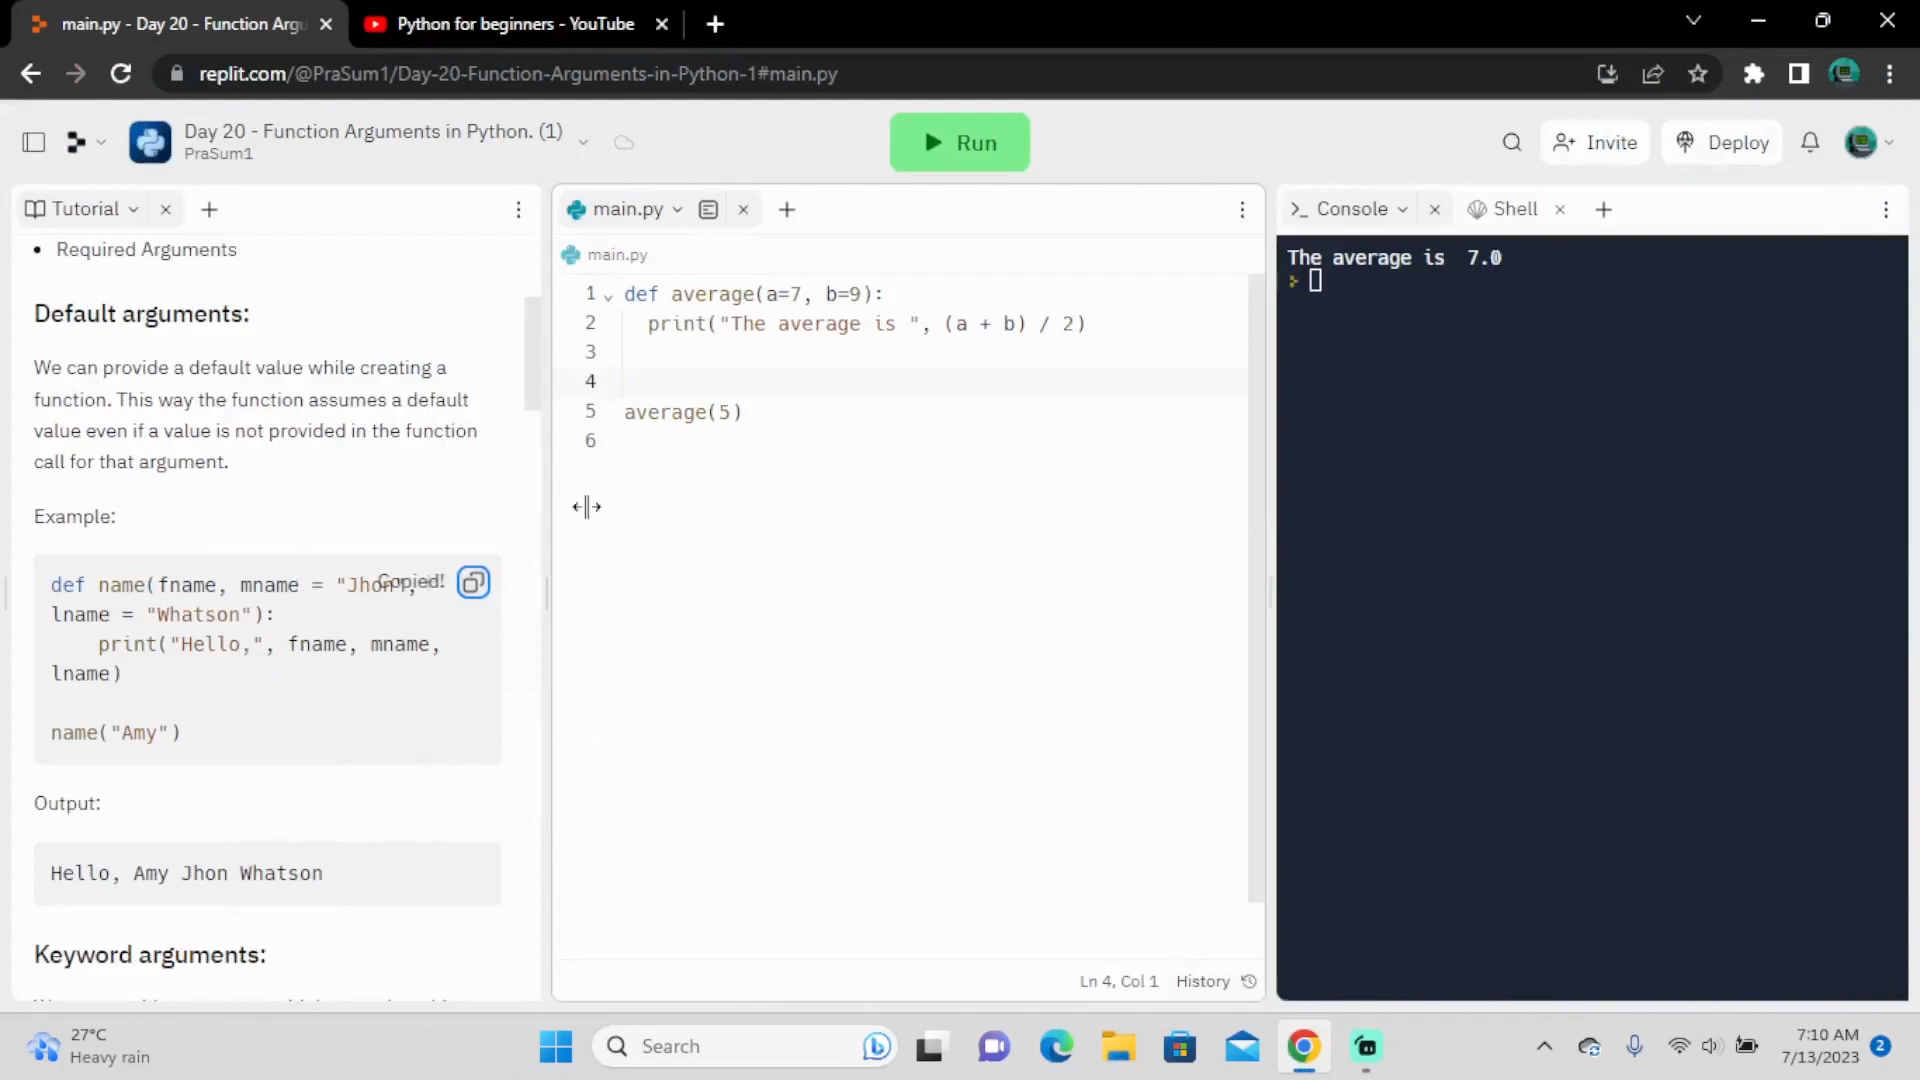 main.py - Day 20 - Function Argu
Python for beginners - YouTube
replit.com/@PraSum1/Day-20-Function-Arguments-in-Python-1#main.py
Day 20 - Function Arguments in Python. (1)
PraSum1
Run
Invite
Deploy
Tutorial
main.py
Console
Shell
• Required Arguments
Default arguments:
We can provide a default value while creating a
function. This way the function assumes a default
value even if a value is not provided in the function
call for that argument.
Example:
def name(fname, mname = "Jhon",
Copied!
lname = "Whatson"):
print("Hello,", fname, mname,
lname)
name("Amy")
Output:
Hello, Amy Jhon Whatson
Keyword arguments:
main.py
1 def average(a=7, b=9):
2 print("The average is ", (a + b) / 2)
3
4
5 average(5)
6
Ln 4, Col 1 History
The average is  7.0
27°C
Heavy rain
Search
7:10 AM
7/13/2023
2